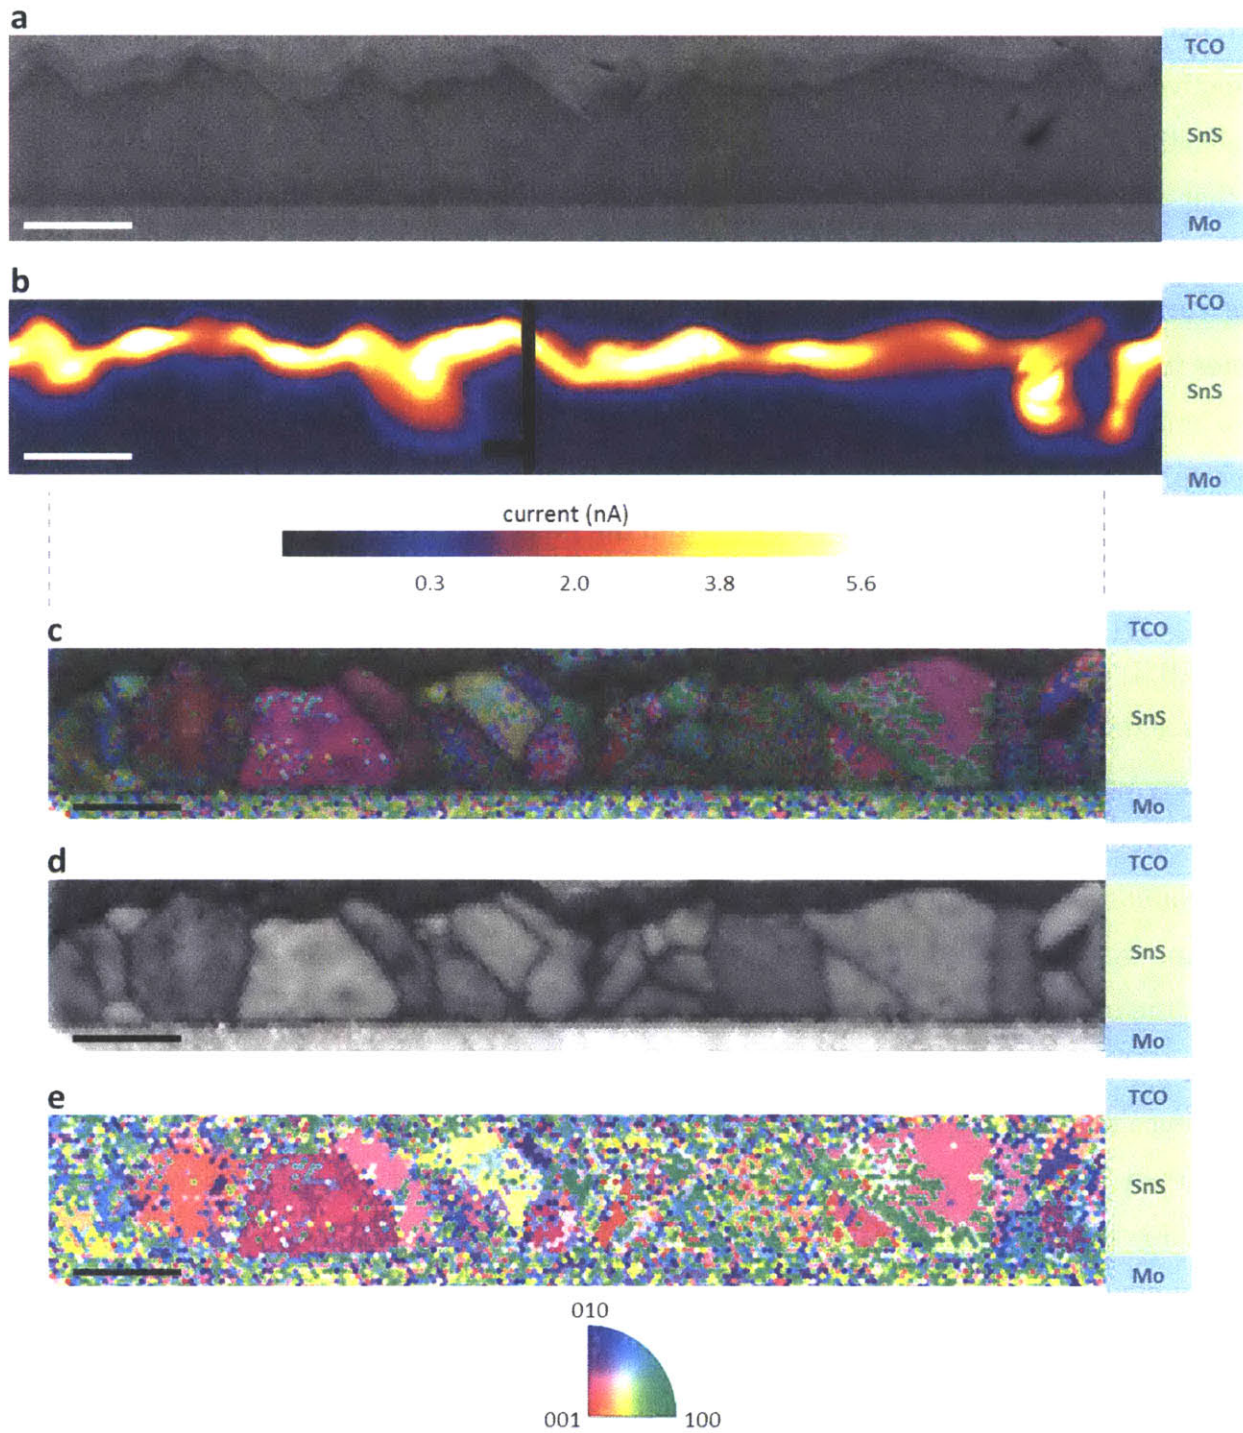 a
TCO
SnS
Mo
b
TCO
SnS
Mo
current (nA)
0.3 2.0 3.8 5.6
c
TCO
SnS
Mo
d
TCO
SnS
Mo
e
TCO
SnS
Mo
010
001 100